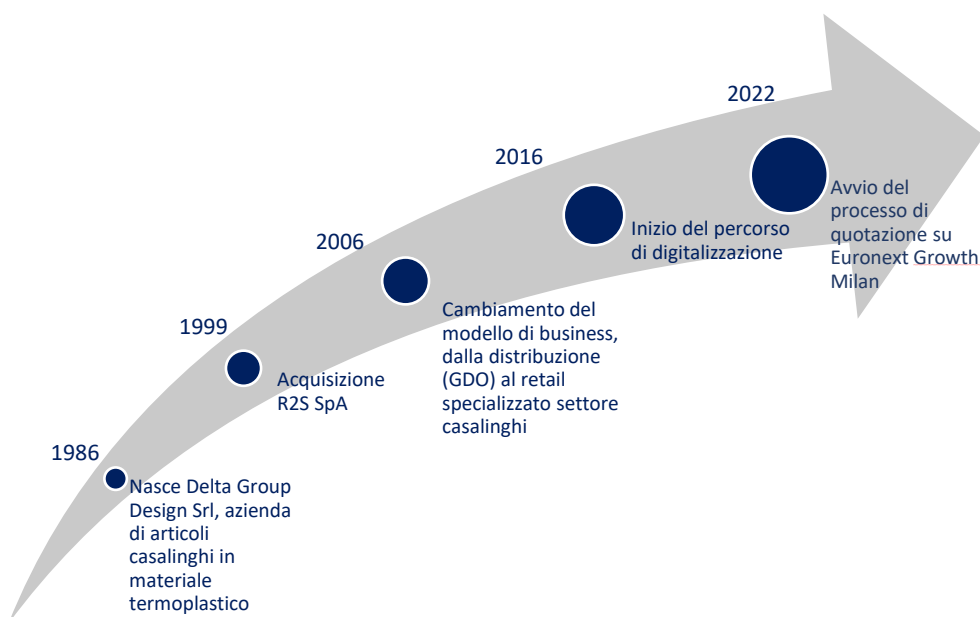 1986
Nasce Delta Group
Design Srl, azienda
di articoli
casalinghi in
materiale
termoplastico
1999
Acquisizione
R2S SpA
2006
Cambiamento del
modello di business,
dalla distribuzione
(GDO) al retail
specializzato settore
casalinghi
2016
Inizio del percorso
di digitalizzazione
2022
Avvio del
processo di
quotazione su
Euronext Growth
Milan